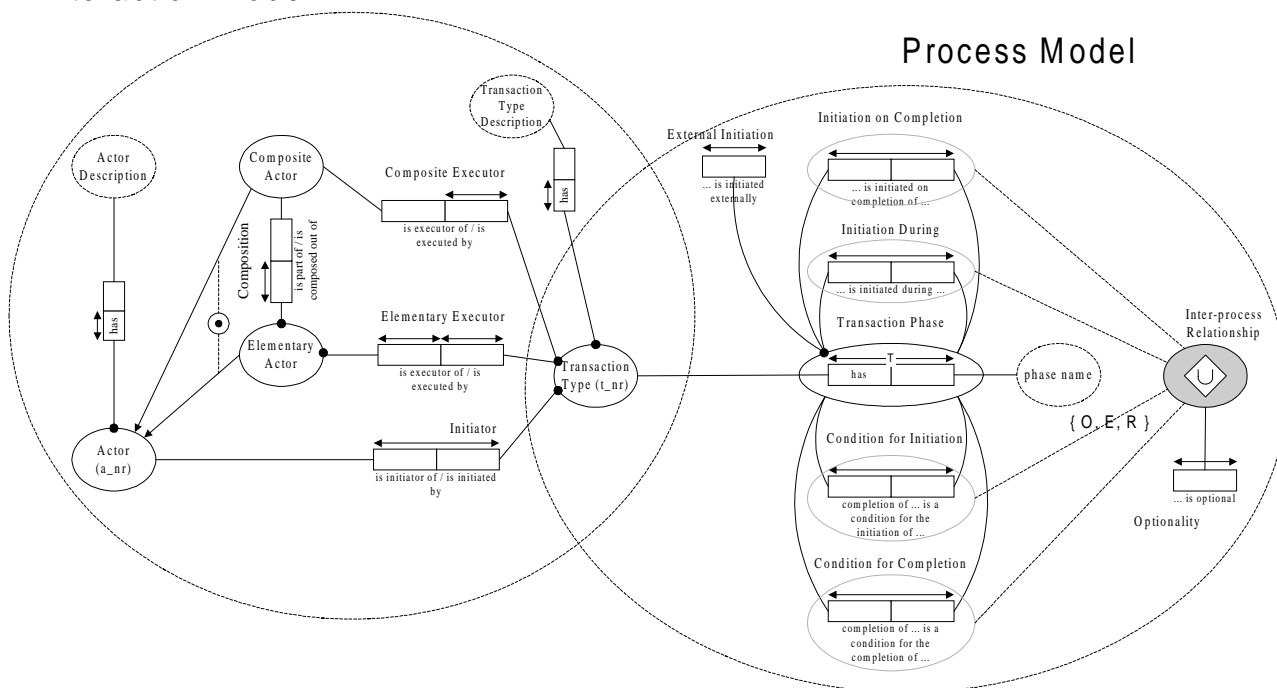 Process Model
Transaction
Type
Description
External Initiation
... is initiated
externally
Initiation on Completion
... is initiated on
completion of ...
Actor
Description
Composite
Actor
Composite Executor
is executor of / is
executed by
has
Composition
is part of / is
composed out of
has
Initiation During
... is initiated during ...
Elementary
Actor
Elementary Executor
is executor of / is
executed by
Transaction
Type (t_nr)
Transaction Phase
T
has
phase name
Inter-process
Relationship
U
{ O, E, R }
Actor
(a_nr)
Initiator
is initiator of / is initiated
by
Condition for Initiation
completion of ... is a
condition for the
initiation of ...
... is optional
Optionality
Condition for Completion
completion of ... is a
condition for the
completion of ...